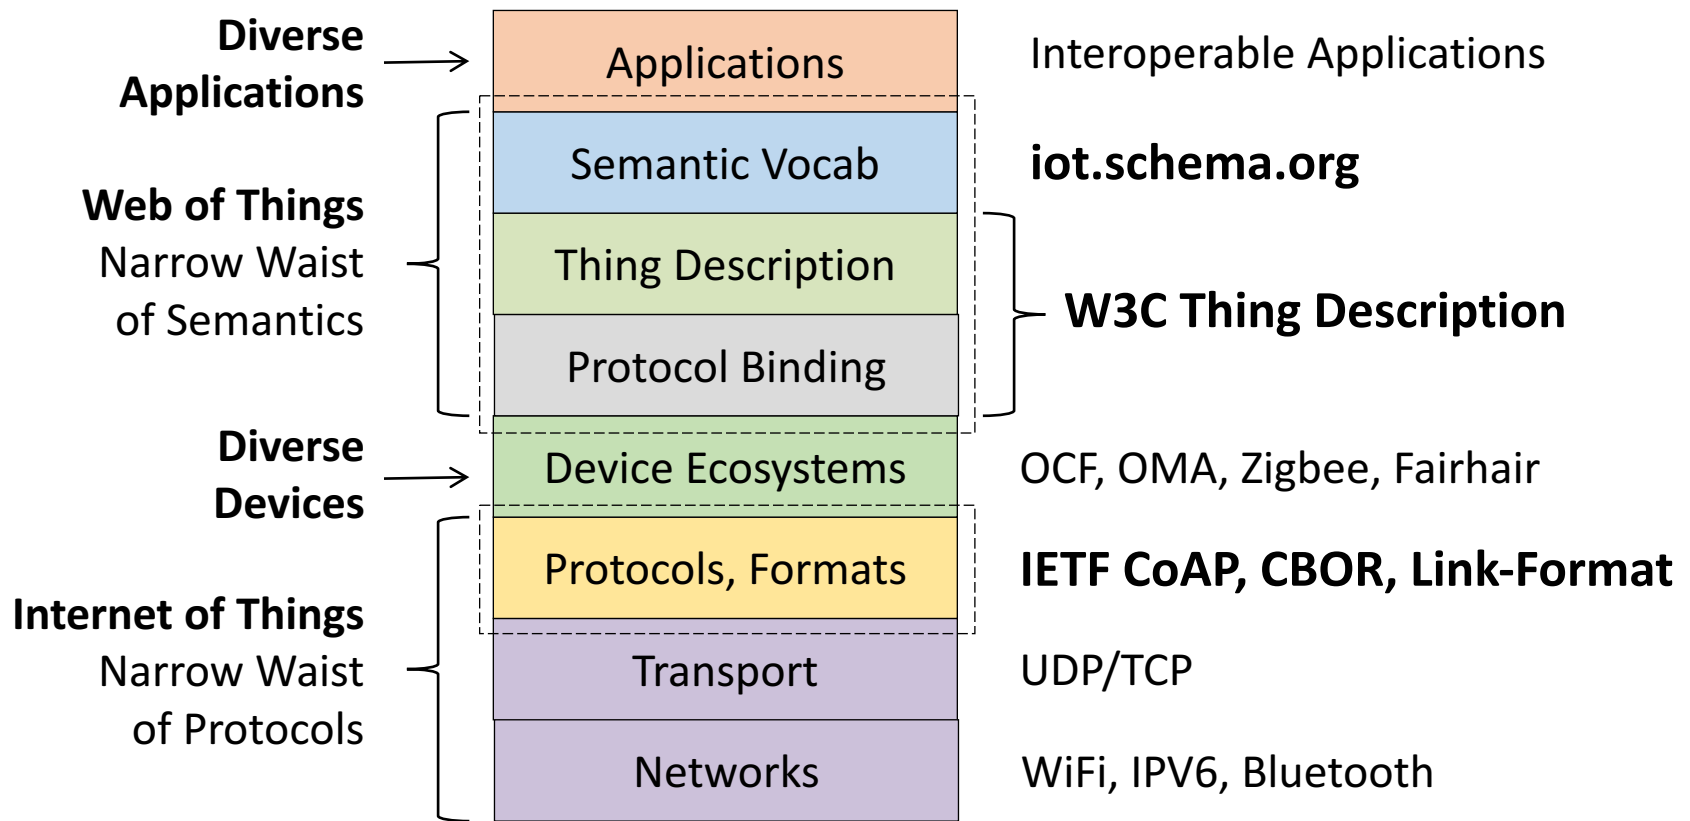 Diverse
Applications
Applications
Interoperable Applications
Web of Things
Narrow Waist
of Semantics
Semantic Vocab
iot.schema.org
Thing Description
W3C Thing Description
Protocol Binding
Diverse
Devices
Device Ecosystems
OCF, OMA, Zigbee, Fairhair
Internet of Things
Narrow Waist
of Protocols
Protocols, Formats
IETF CoAP, CBOR, Link-Format
Transport
UDP/TCP
Networks
WiFi, IPV6, Bluetooth